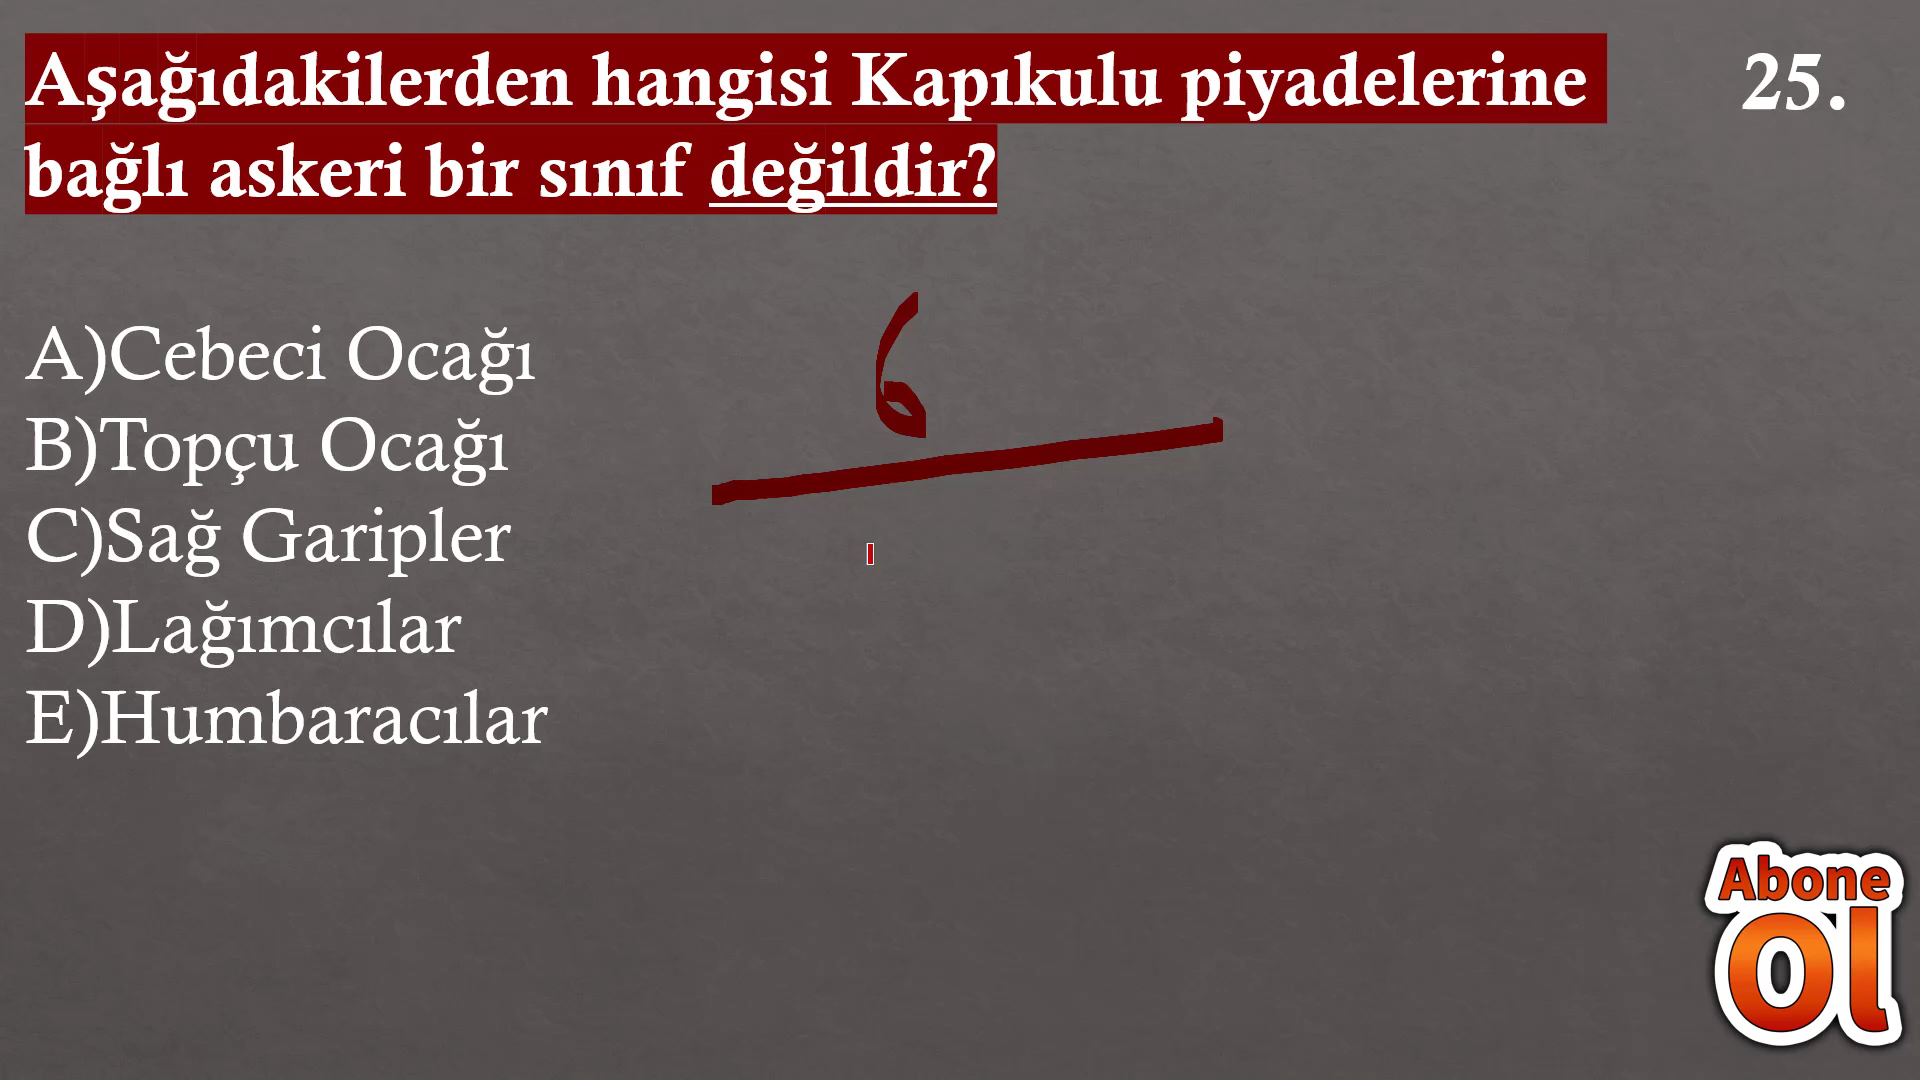 Aşağıdakilerden hangisi Kapıkulu piyadelerine
bağlı askeri bir sınıf değildir?
25.
A)Cebeci Ocağı
B)Topçu Ocağı
C)Sağ Garipler
D)Lağımcılar
E)Humbaracılar
6
Abone
Ol